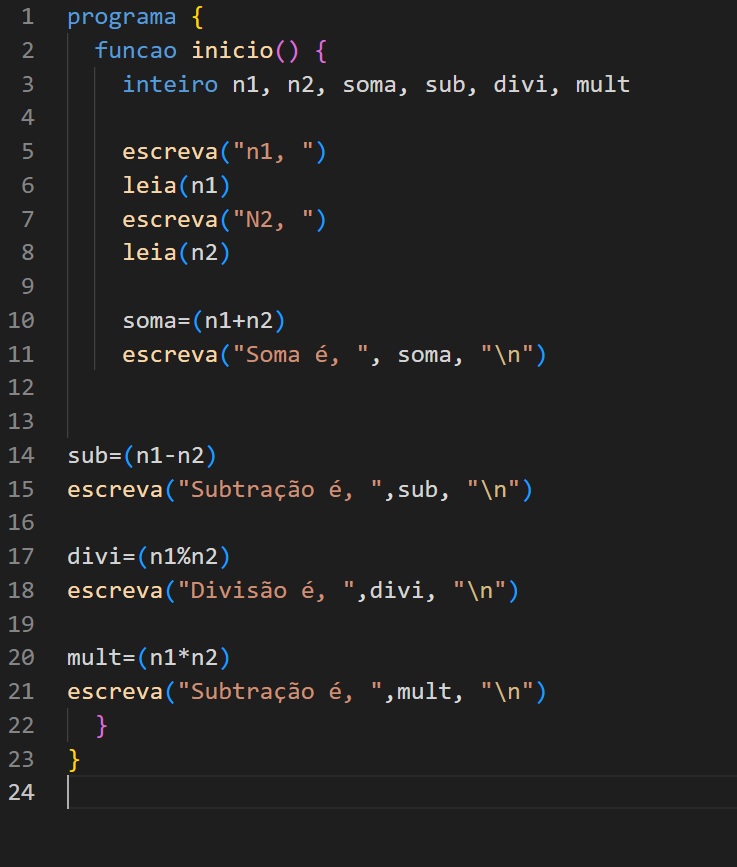 1 programa {
2 funcao inicio() {
3 inteiro n1, n2, soma, sub, divi, mult
4
5 escreva("n1, ")
6 leia(n1)
7 escreva("N2, ")
8 leia(n2)
9
10 soma=(n1+n2)
11 escreva("Soma é, ", soma, "\n")
12
13
14 sub=(n1-n2)
15 escreva("Subtração é, ",sub, "\n")
16
17 divi=(n1%n2)
18 escreva("Divisão é, ",divi, "\n")
19
20 mult=(n1*n2)
21 escreva("Subtração é, ",mult, "\n")
22 }
23 }
24